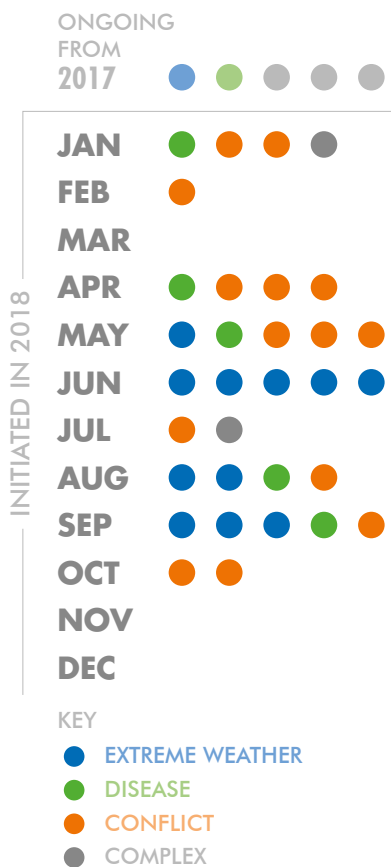 ONGOING
FROM
2017
INITIATED IN 2018
JAN
FEB
MAR
APR
MAY
JUN
JUL
AUG
SEP
OCT
NOV
DEC
KEY
EXTREME WEATHER
DISEASE
CONFLICT
COMPLEX